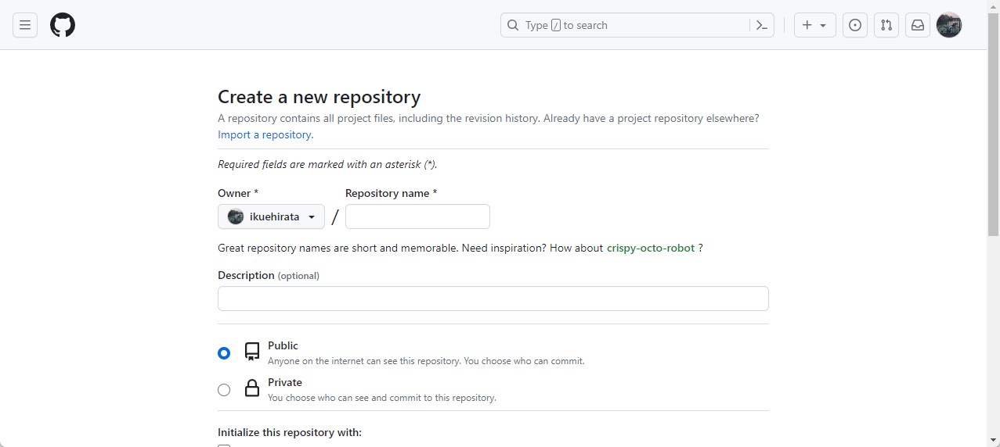 Type / to search
Create a new repository
A repository contains all project files, including the revision history. Already have a project repository elsewhere?
Import a repository.
Required fields are marked with an asterisk (*).
Owner * Repository name *
ikuehirata /
Great repository names are short and memorable. Need inspiration? How about crispy-octo-robot ?
Description (optional)
Public
Anyone on the internet can see this repository. You choose who can commit.
Private
You choose who can see and commit to this repository.
Initialize this repository with: